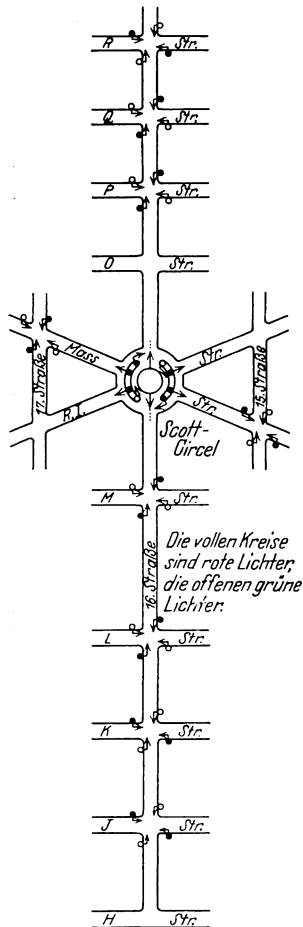 R Str.
Q Str.
P Str.
O Str.
Mass Str.
17. Straße
15. Straße
R.I. Str.
Scott-
Circel
M Str.
16. Straße
Die vollen Kreise
sind rote Lichter,
die offenen grüne
Lichter.
L Str.
K Str.
J Str.
H Str.